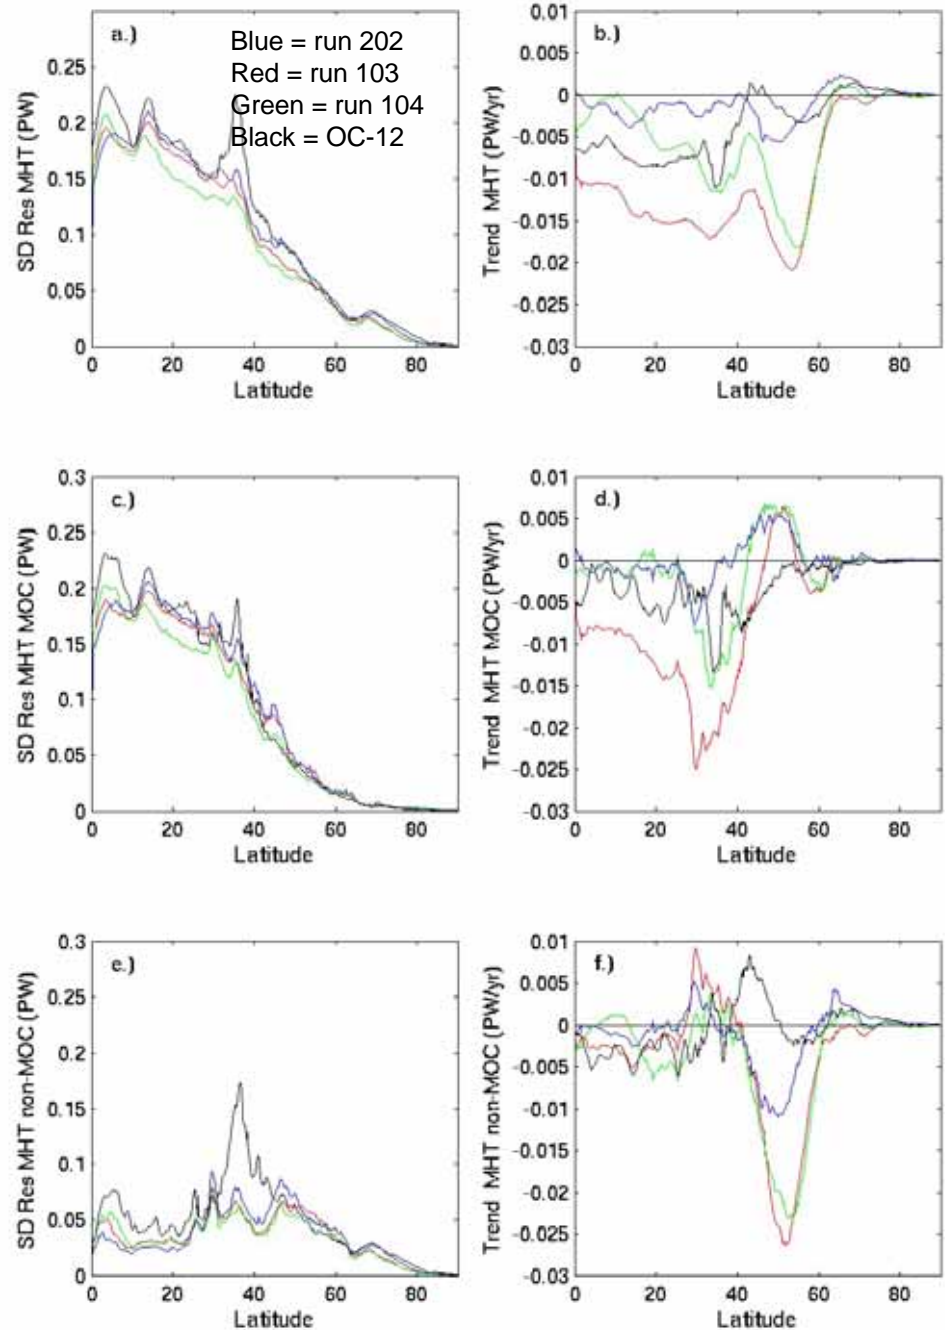 a.)
Blue = run 202
Red = run 103
Green = run 104
Black = OC-12
0.25
0.2
0.15
0.1
0.05
0
SD Res MHT (PW)
0 20 40 60 80
Latitude
b.)
0.01
0.005
0
-0.005
-0.01
-0.015
-0.02
-0.025
-0.03
Trend MHT (PW/yr)
0 20 40 60 80
Latitude
c.)
0.3
0.25
0.2
0.15
0.1
0.05
0
SD Res MHT MOC (PW)
0 20 40 60 80
Latitude
d.)
0.01
0.005
0
-0.005
-0.01
-0.015
-0.02
-0.025
-0.03
Trend MHT MOC (PW/yr)
0 20 40 60 80
Latitude
e.)
0.3
0.25
0.2
0.15
0.1
0.05
0
SD Res MHT non-MOC (PW)
0 20 40 60 80
Latitude
f.)
0.01
0.005
0
-0.005
-0.01
-0.015
-0.02
-0.025
-0.03
Trend MHT non-MOC (PW/yr)
0 20 40 60 80
Latitude